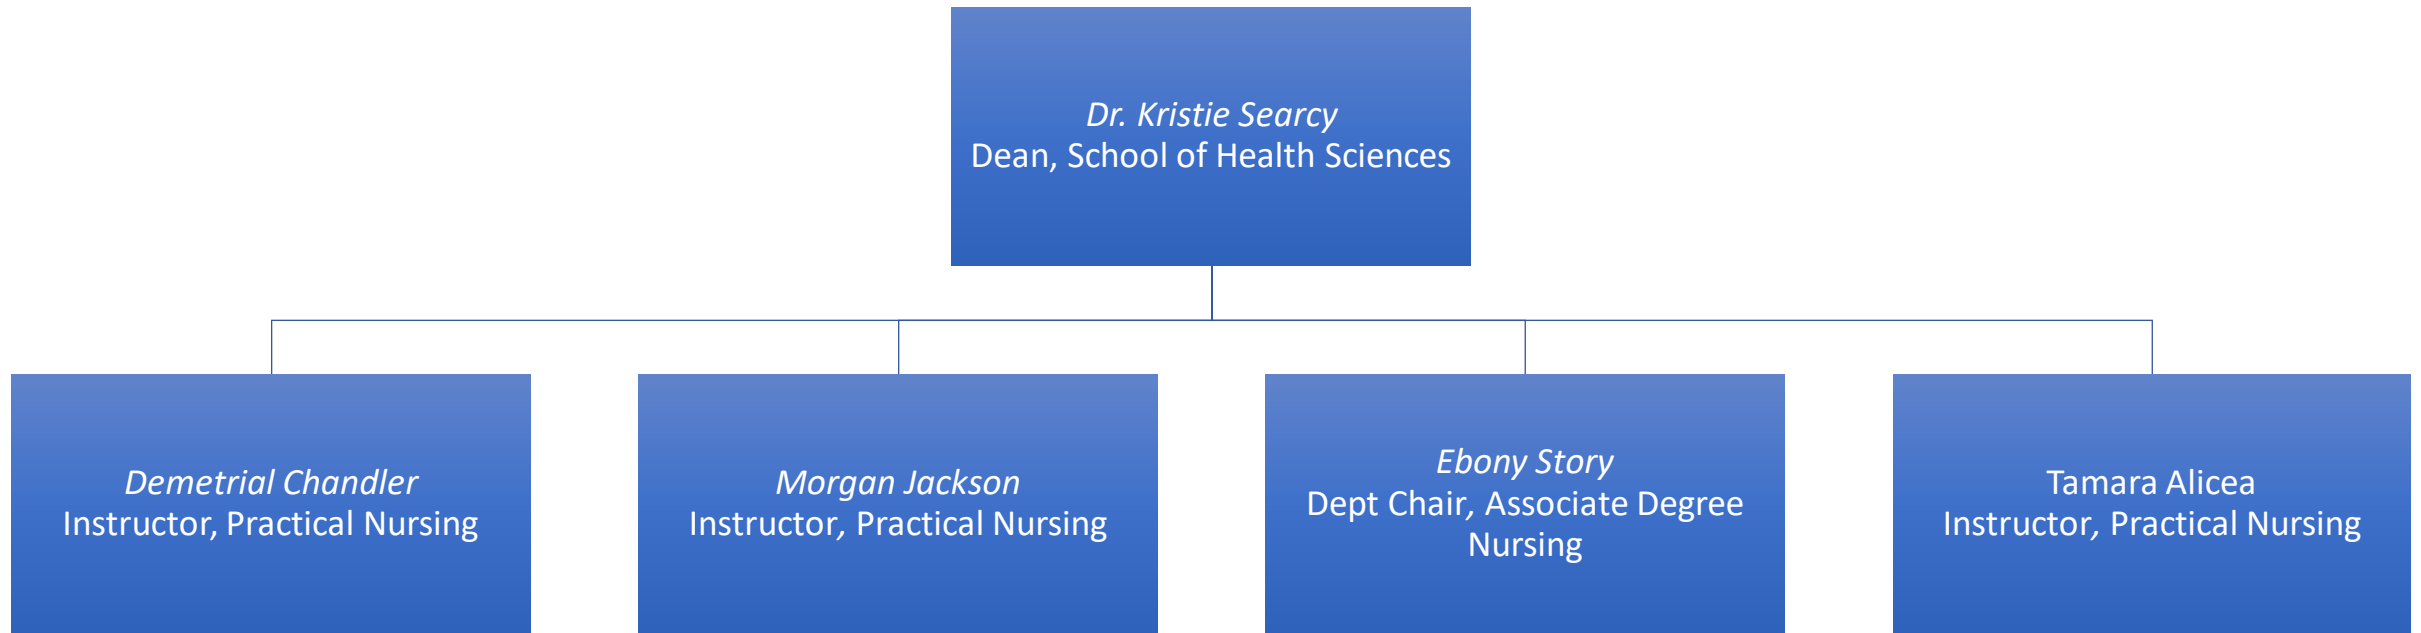 Dr. Kristie Searcy
Dean, School of Health Sciences
Demetrial Chandler
Instructor, Practical Nursing
Morgan Jackson
Instructor, Practical Nursing
Ebony Story
Dept Chair, Associate Degree
Nursing
Tamara Alicea
Instructor, Practical Nursing